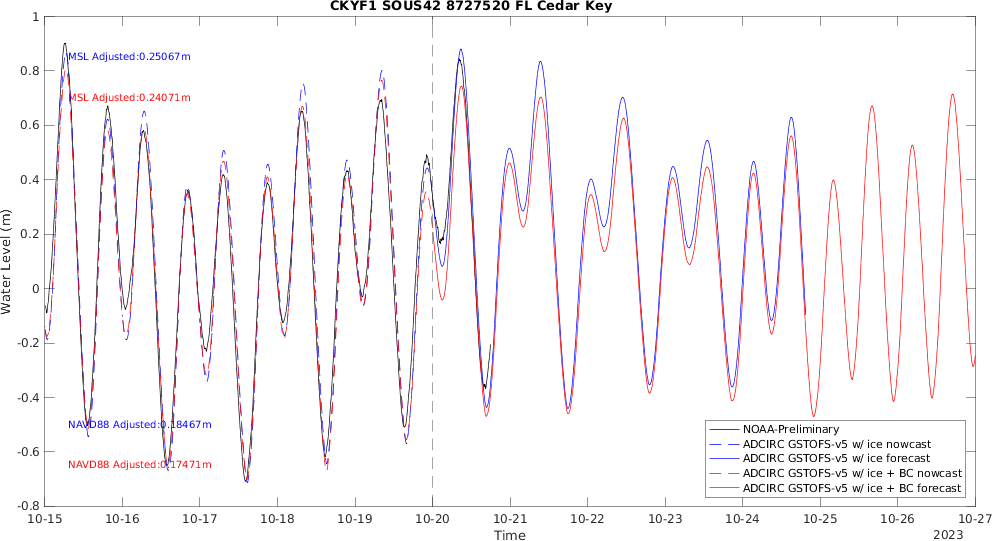 CKYF1 SOUS42 8727520 FL Cedar Key
1
0.8
0.6
0.4
0.2
0
-0.2
-0.4
-0.6
-0.8
Water Level (m)
MSL Adjusted:0.25067m
MSL Adjusted:0.24071m
NAVD88 Adjusted:0.18467m
NAVD88 Adjusted:0.17471m
NOAA-Preliminary
ADCIRC GSTOFS-v5 w/ ice nowcast
ADCIRC GSTOFS-v5 w/ ice forecast
ADCIRC GSTOFS-v5 w/ ice + BC nowcast
ADCIRC GSTOFS-v5 w/ ice + BC forecast
10-15 10-16 10-17 10-18 10-19 10-20 10-21 10-22 10-23 10-24 10-25 10-26 10-27
Time
2023